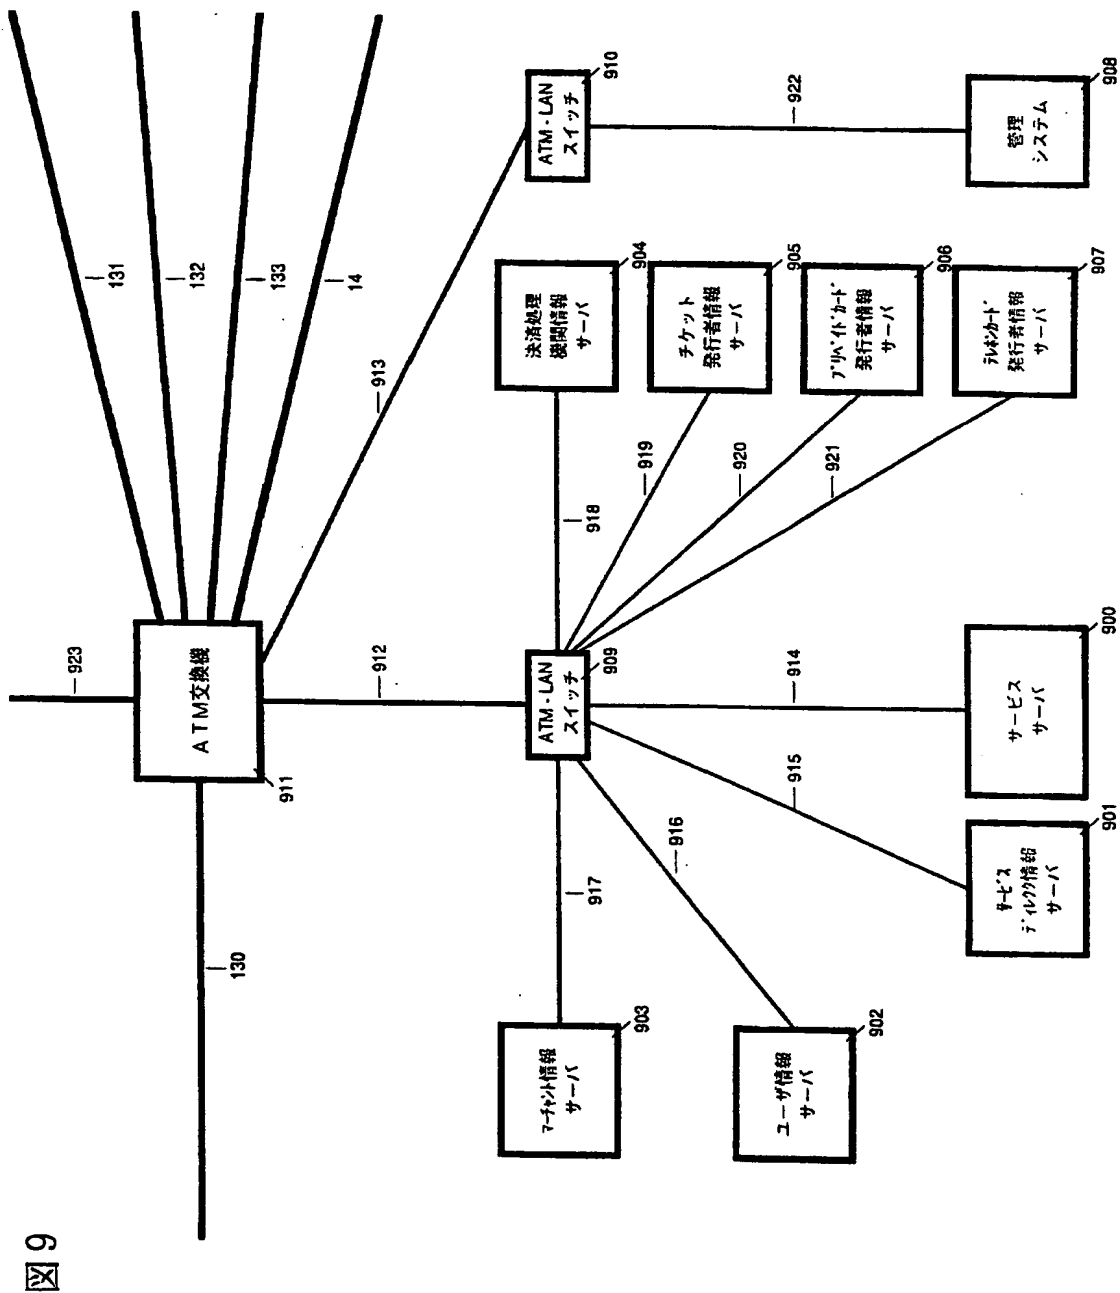 図9
130
923
ATM交換機
911
131
132
133
14
912
913
マーチャント情報
サーバ
903
917
ATM-LAN
スイッチ
909
918
決済処理
機関情報
サーバ
904
ATM-LAN
スイッチ
910
ユーザ情報
サーバ
902
916
919
チケット
発行者情報
サーバ
905
920
プリペイドカード
発行者情報
サーバ
906
921
テレホンカード
発行者情報
サーバ
907
915
914
922
サービス
ディレクタ情報
サーバ
901
サービス
サーバ
900
管理
システム
908